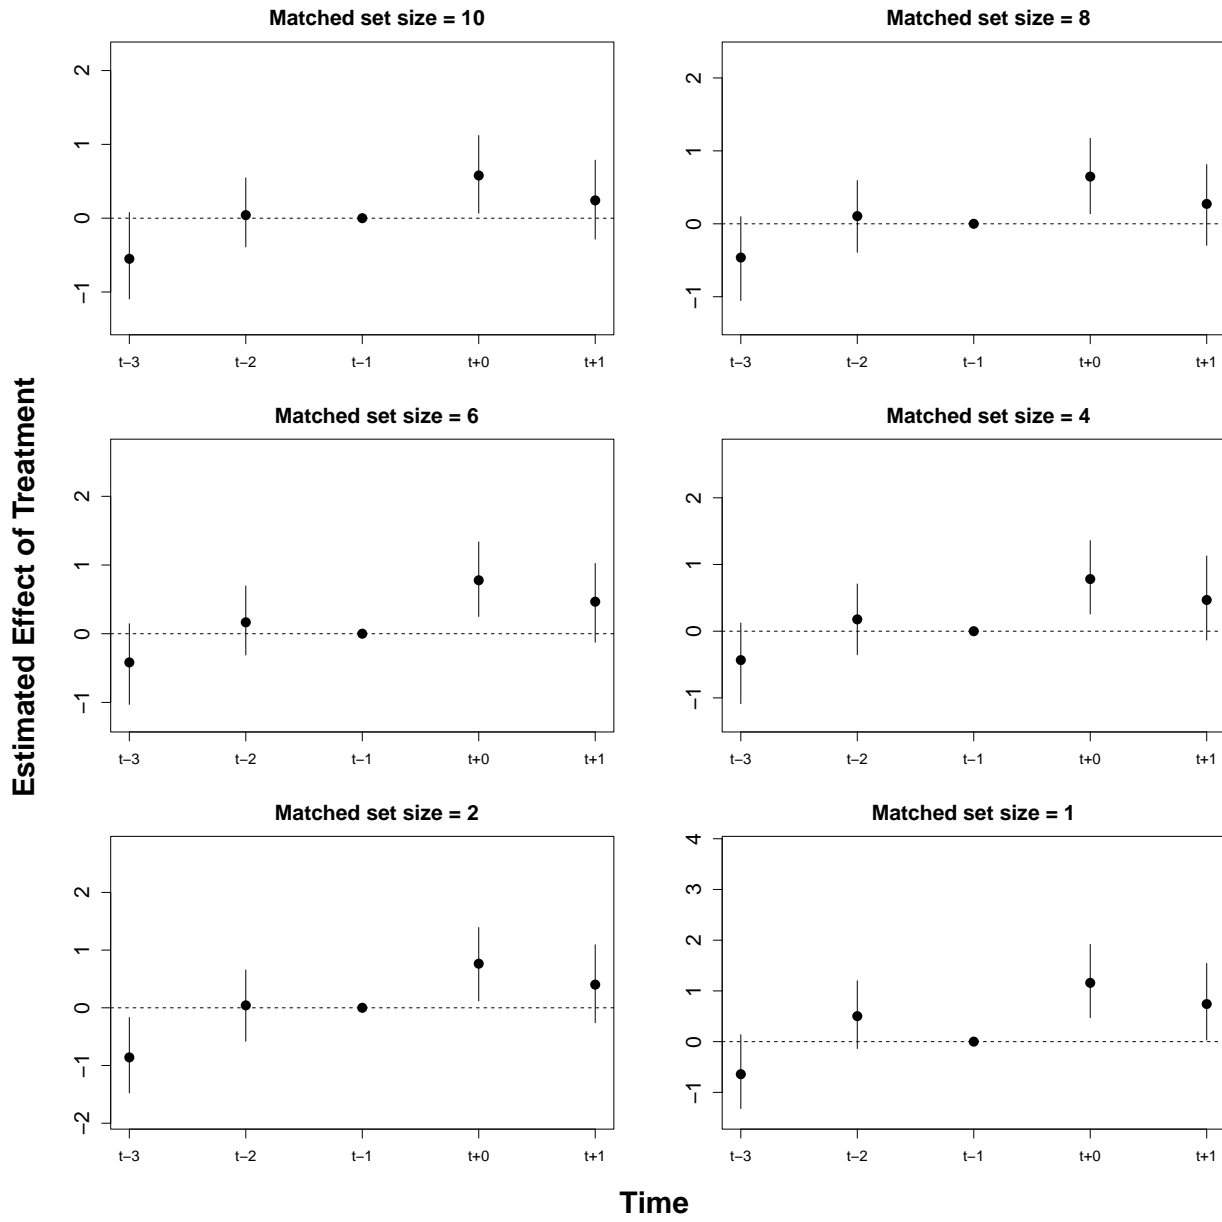 Matched set size = 10
2
1
0
−1
t−3 t−2 t−1 t+0 t+1
Matched set size = 8
2
1
0
−1
t−3 t−2 t−1 t+0 t+1
Matched set size = 6
2
1
0
−1
t−3 t−2 t−1 t+0 t+1
Matched set size = 4
2
1
0
−1
t−3 t−2 t−1 t+0 t+1
Matched set size = 2
2
1
0
−1
−2
t−3 t−2 t−1 t+0 t+1
Matched set size = 1
4
3
2
1
0
−1
t−3 t−2 t−1 t+0 t+1
Estimated Effect of Treatment
Time